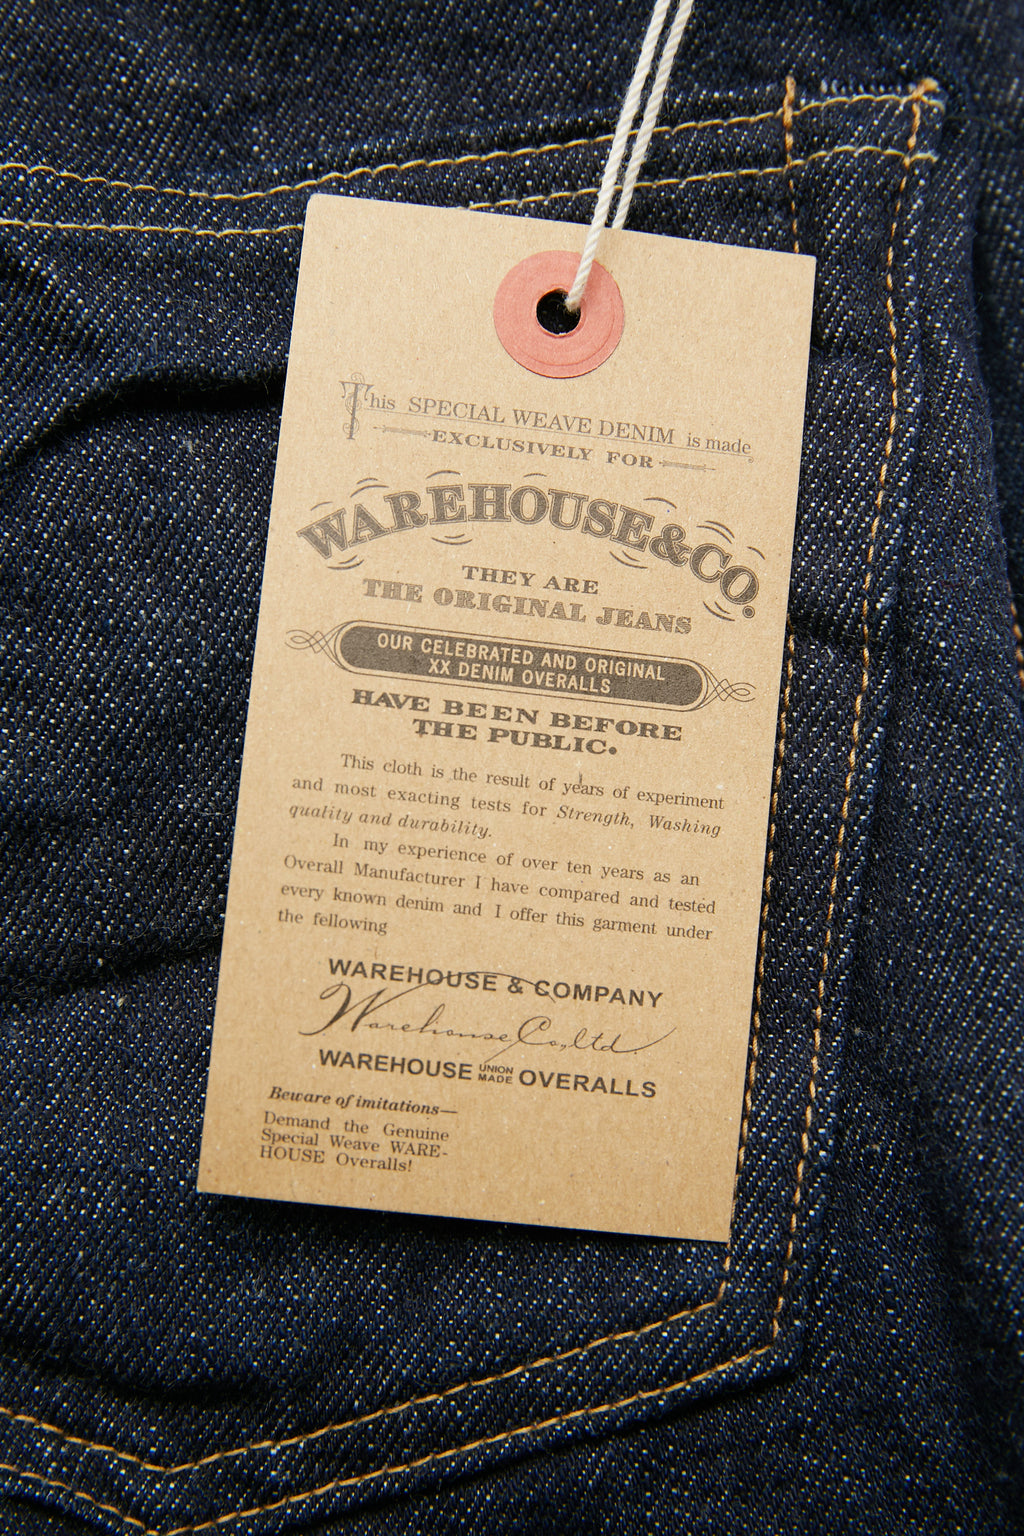 This SPECIAL WEAVE DENIM is made
EXCLUSIVELY FOR
WAREHOUSE & CO.
THEY ARE
THE ORIGINAL JEANS
OUR CELEBRATED AND ORIGINAL
XX DENIM OVERALLS
HAVE BEEN BEFORE
THE PUBLIC.
This cloth is the result of years of experiment
and most exacting tests for Strength, Washing
quality and durability.
In my experience of over ten years as an
Overall Manufacturer I have compared and tested
every known denim and I offer this garment under
the fellowing
WAREHOUSE & COMPANY
Warehouse Co,,ltd.
WAREHOUSE UNION MADE OVERALLS
Beware of imitations—
Demand the Genuine
Special Weave WARE-
HOUSE Overalls!